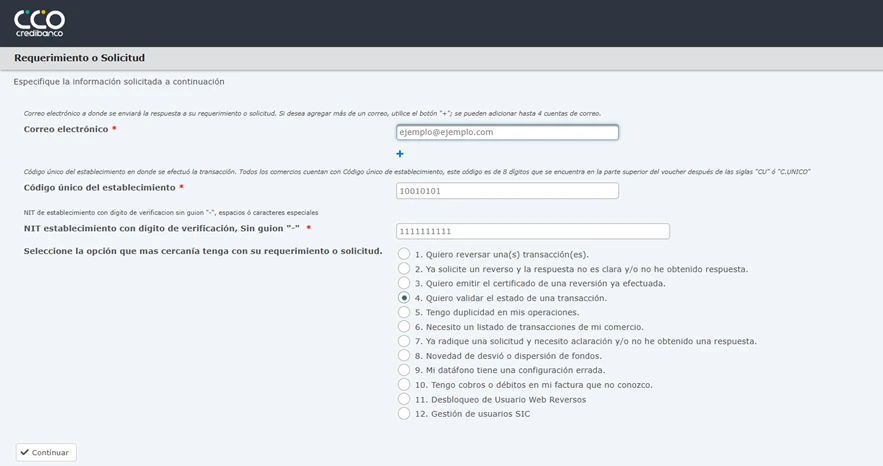 CCO
credibanco
Requerimiento o Solicitud
Especifique la información solicitada a continuación
Correo electrónico a donde se enviará la respuesta a su requerimiento o solicitud. Si desea agregar más de un correo, utilice el botón "+"; se pueden adicionar hasta 4 cuentas de correo.
Correo electrónico *
ejemplo@ejemplo.com
+
Código único del establecimiento en donde se efectuó la transacción. Todos los comercios cuentan con Código único de establecimiento, este código es de 8 dígitos que se encuentra en la parte superior del voucher después de las siglas "CU" ó "C.UNICO"
Código único del establecimiento *
10010101
NIT de establecimiento con digito de verificacion sin guion "-", espacios ó caracteres especiales
NIT establecimiento con digito de verificación, Sin guion "-" *
1111111111
Seleccione la opción que mas cercanía tenga con su requerimiento o solicitud.
1. Quiero reversar una(s) transacción(es).
2. Ya solicite un reverso y la respuesta no es clara y/o no he obtenido respuesta.
3. Quiero emitir el certificado de una reversión ya efectuada.
4. Quiero validar el estado de una transacción.
5. Tengo duplicidad en mis operaciones.
6. Necesito un listado de transacciones de mi comercio.
7. Ya radique una solicitud y necesito aclaración y/o no he obtenido una respuesta.
8. Novedad de desvió o dispersión de fondos.
9. Mi datáfono tiene una configuración errada.
10. Tengo cobros o débitos en mi factura que no conozco.
11. Desbloqueo de Usuario Web Reversos
12. Gestión de usuarios SIC
Continuar